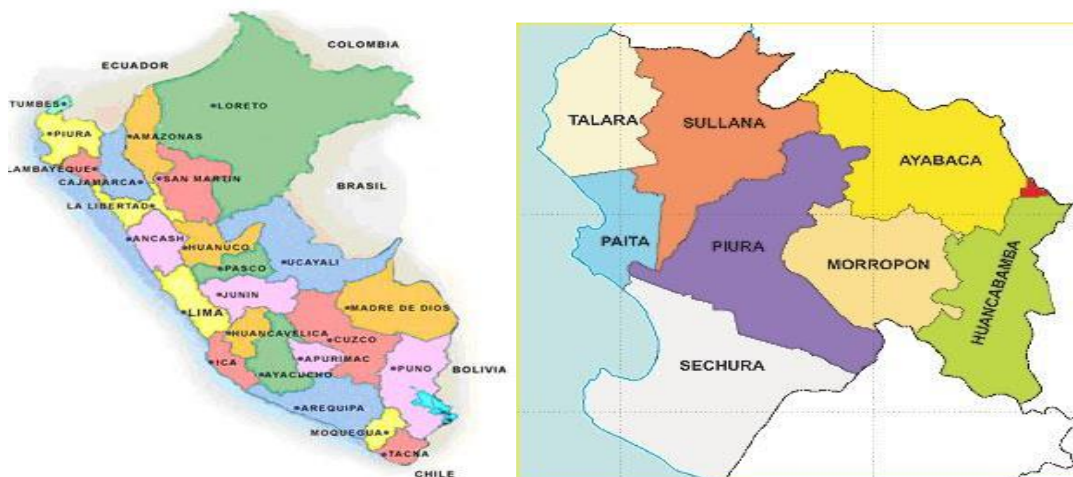 COLOMBIA
ECUADOR
TUMBES
LORETO
PIURA
AMAZONAS
LAMBAYEQUE
CAJAMARCA
SAN MARTIN
BRASIL
LA LIBERTAD
ANCASH
HUANUCO
UCAYALI
PASCO
JUNIN
LIMA
MADRE DE DIOS
HUANCAVELICA
CUZCO
ICA
APURIMAC
PUNO
BOLIVIA
AYACUCHO
AREQUIPA
MOQUEGUA
TACNA
CHILE
TALARA
SULLANA
AYABACA
PAITA
PIURA
MORROPON
HUANCABAMBA
SECHURA